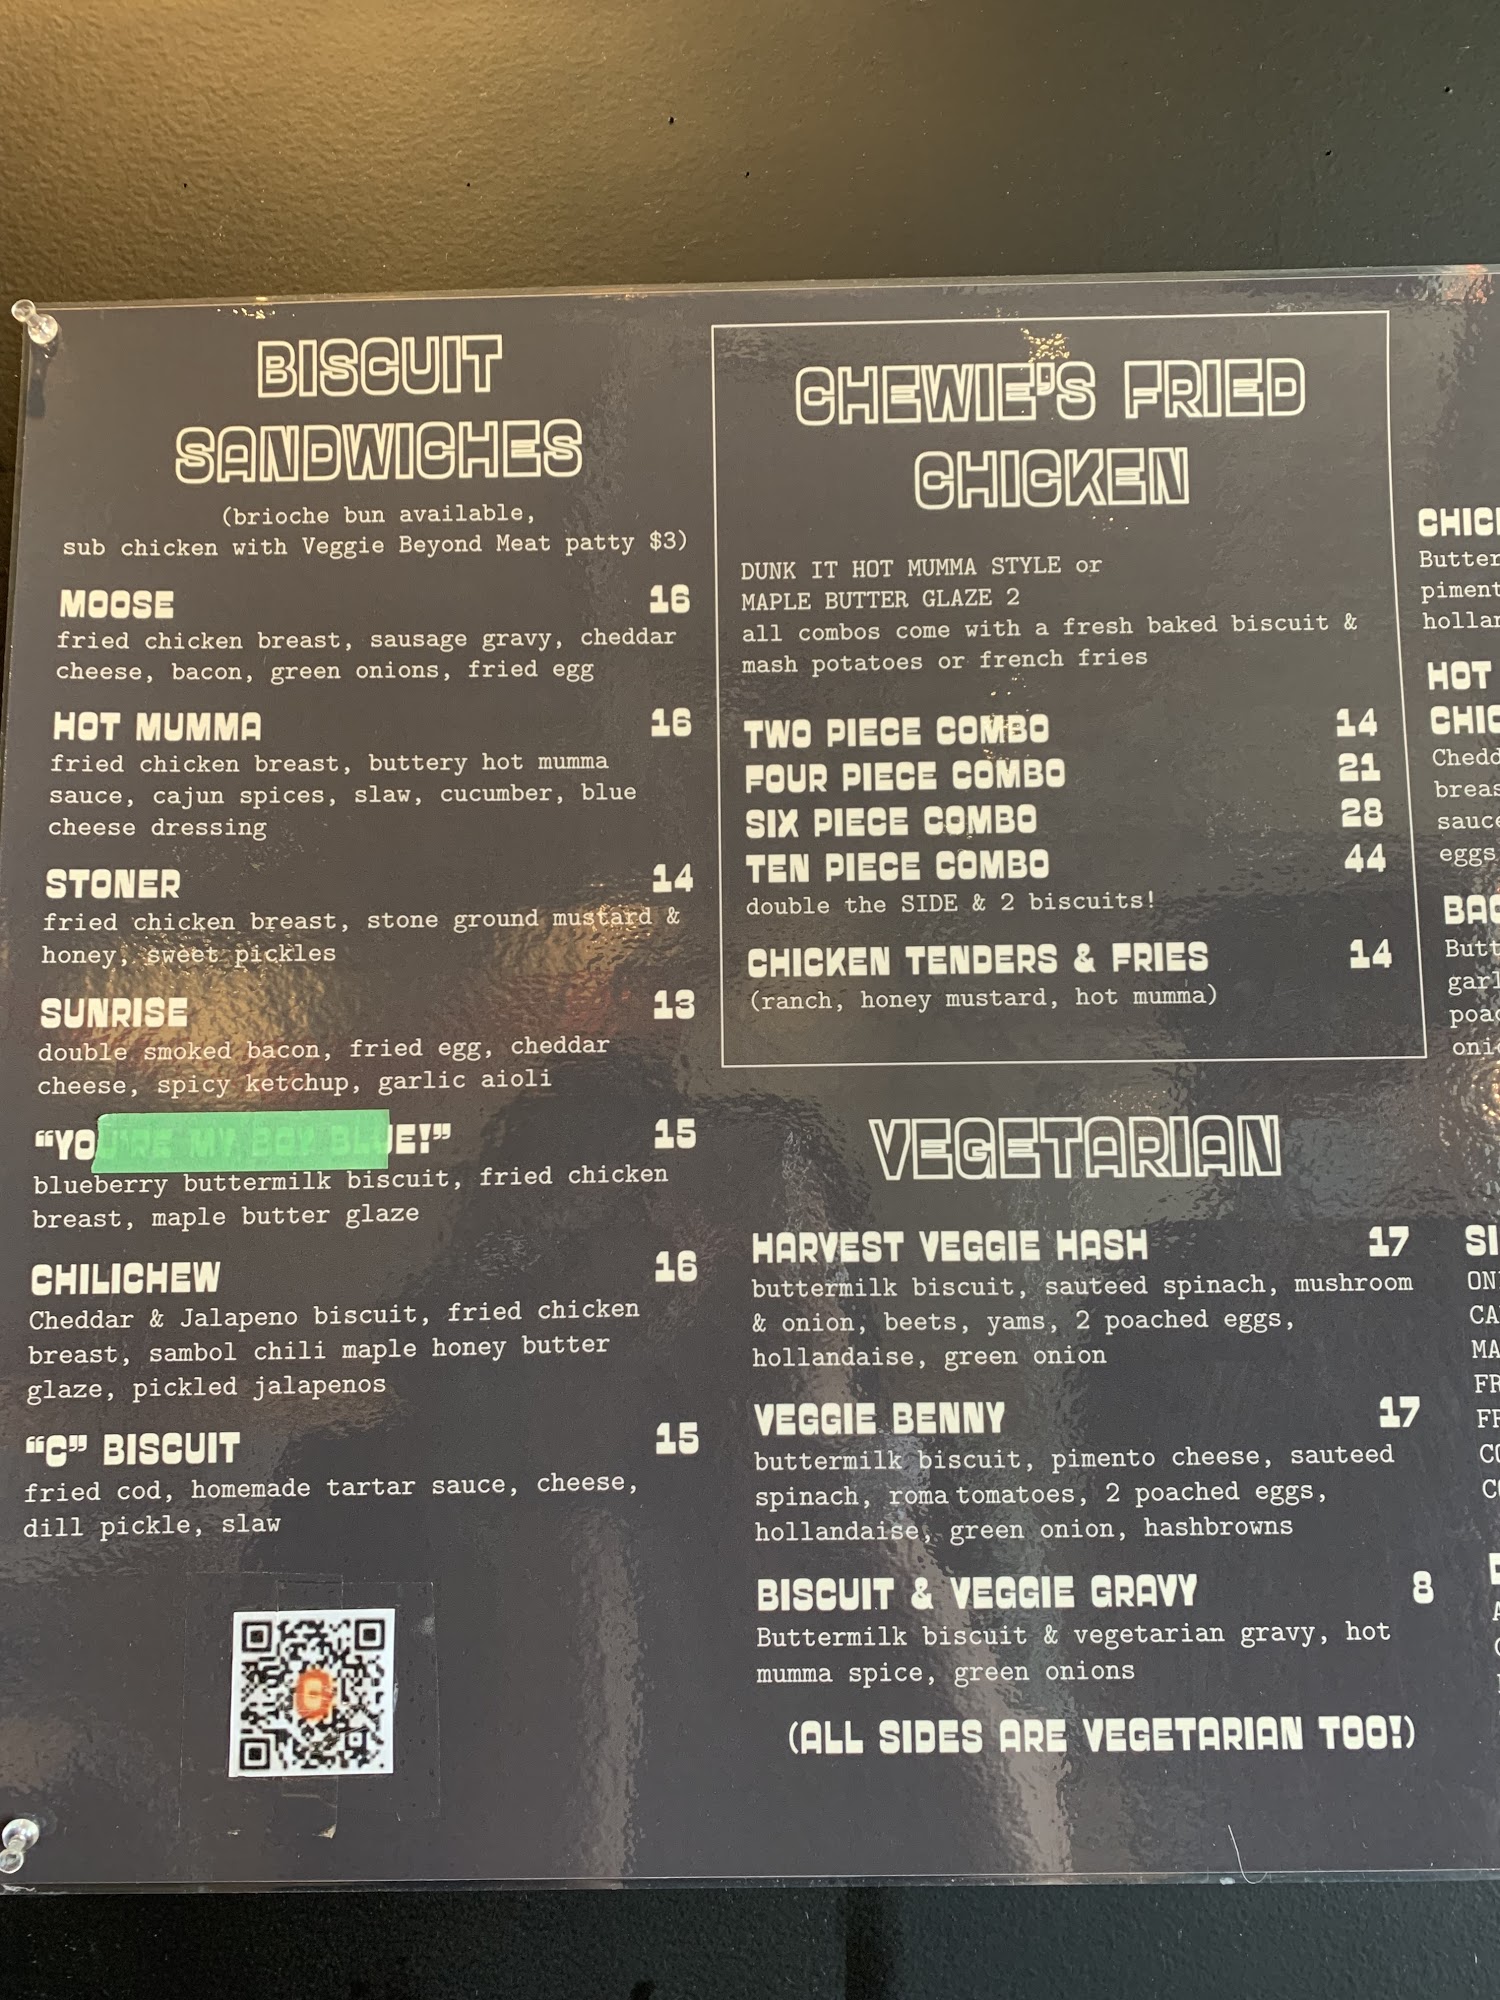 BISCUIT
SANDWICHES
(brioche bun available,
sub chicken with Veggie Beyond Meat patty $3)
MOOSE 16
fried chicken breast, sausage gravy, cheddar
cheese, bacon, green onions, fried egg
HOT MUMMA 16
fried chicken breast, buttery hot mumma
sauce, cajun spices, slaw, cucumber, blue
cheese dressing
STONER 14
fried chicken breast, stone ground mustard &
honey, sweet pickles
SUNRISE 13
double smoked bacon, fried egg, cheddar
cheese, spicy ketchup, garlic aioli
“YOU'RE MY BOY BLUE!” 15
blueberry buttermilk biscuit, fried chicken
breast, maple butter glaze
CHILICHEW 16
Cheddar & Jalapeno biscuit, fried chicken
breast, sambol chili maple honey butter
glaze, pickled jalapenos
“C” BISCUIT 15
fried cod, homemade tartar sauce, cheese,
dill pickle, slaw
C
CHEWIE'S FRIED
CHICKEN
DUNK IT HOT MUMMA STYLE or
MAPLE BUTTER GLAZE 2
all combos come with a fresh baked biscuit &
mash potatoes or french fries
TWO PIECE COMBO 14
FOUR PIECE COMBO 21
SIX PIECE COMBO 28
TEN PIECE COMBO 44
double the SIDE & 2 biscuits!
CHICKEN TENDERS & FRIES 14
(ranch, honey mustard, hot mumma)
VEGETARIAN
HARVEST VEGGIE HASH 17
buttermilk biscuit, sauteed spinach, mushroom
& onion, beets, yams, 2 poached eggs,
hollandaise, green onion
VEGGIE BENNY 17
buttermilk biscuit, pimento cheese, sauteed
spinach, roma tomatoes, 2 poached eggs,
hollandaise, green onion, hashbrowns
BISCUIT & VEGGIE GRAVY 8
Buttermilk biscuit & vegetarian gravy, hot
mumma spice, green onions
(ALL SIDES ARE VEGETARIAN TOO!)
HOT
sauce
eggs